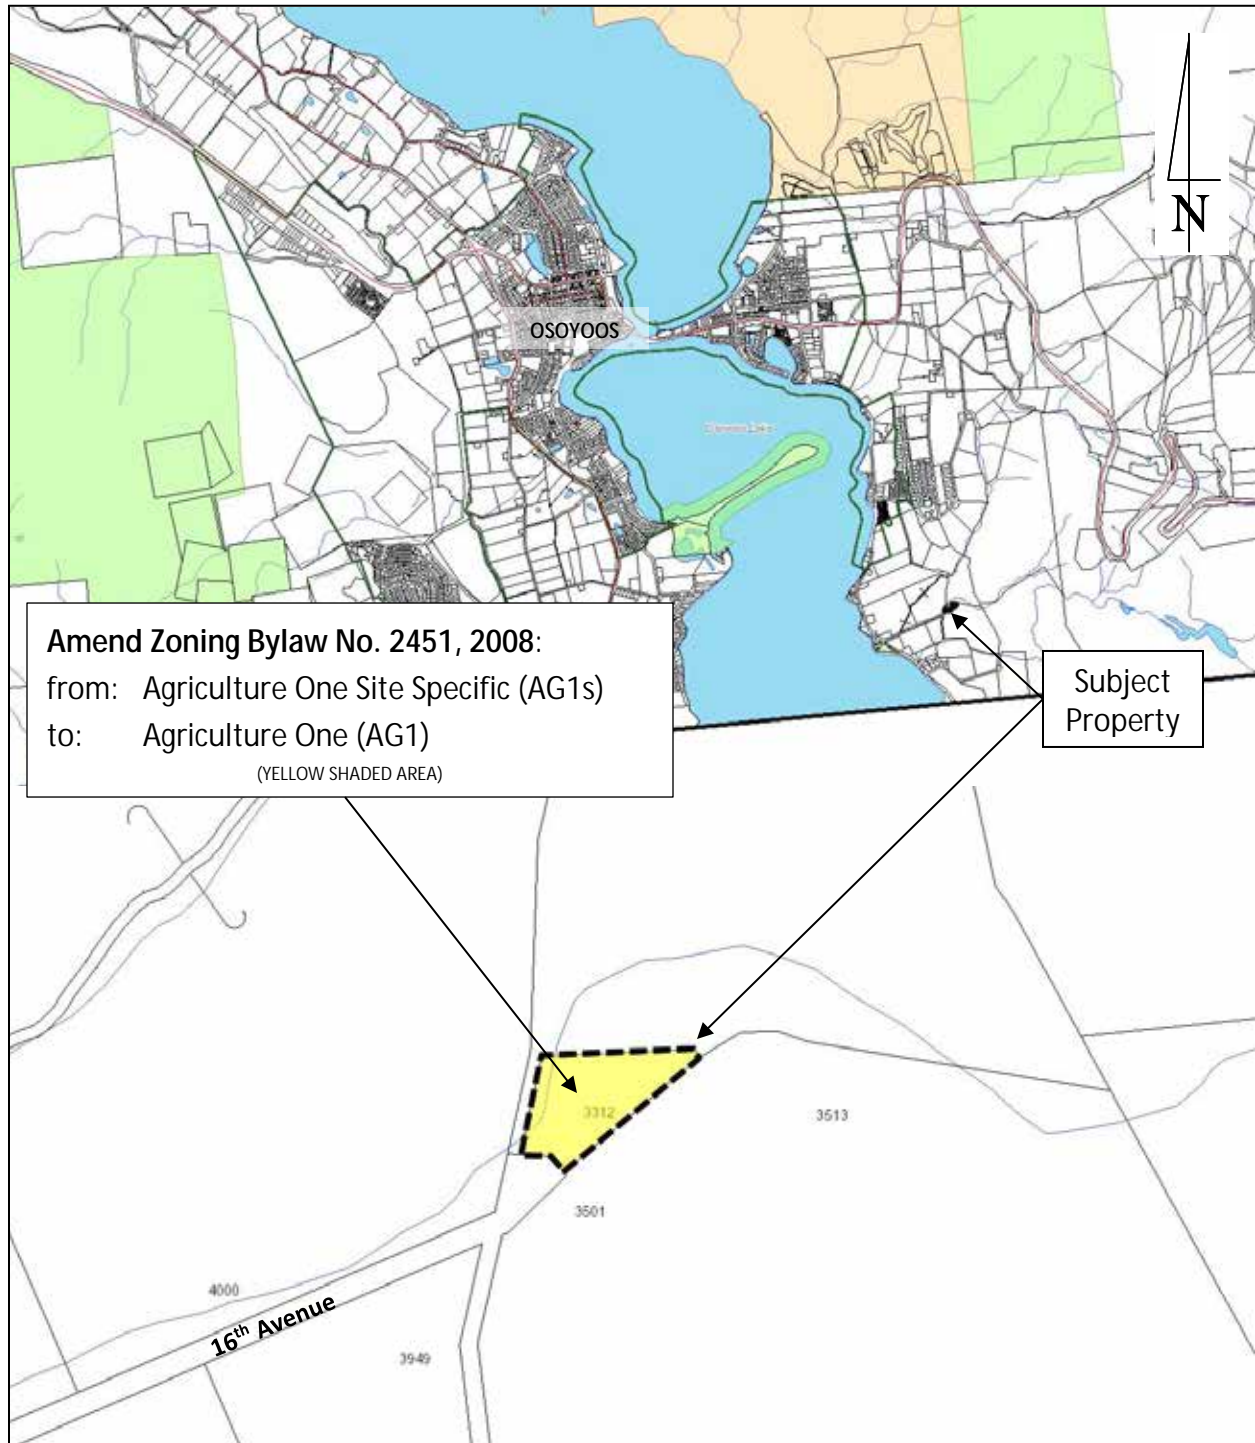 N
OSOYOOS
Amend Zoning Bylaw No. 2451, 2008:
from: Agriculture One Site Specific (AG1s)
to: Agriculture One (AG1)
(YELLOW SHADED AREA)
Subject
Property
3312
3513
3501
4000
16th Avenue
3949